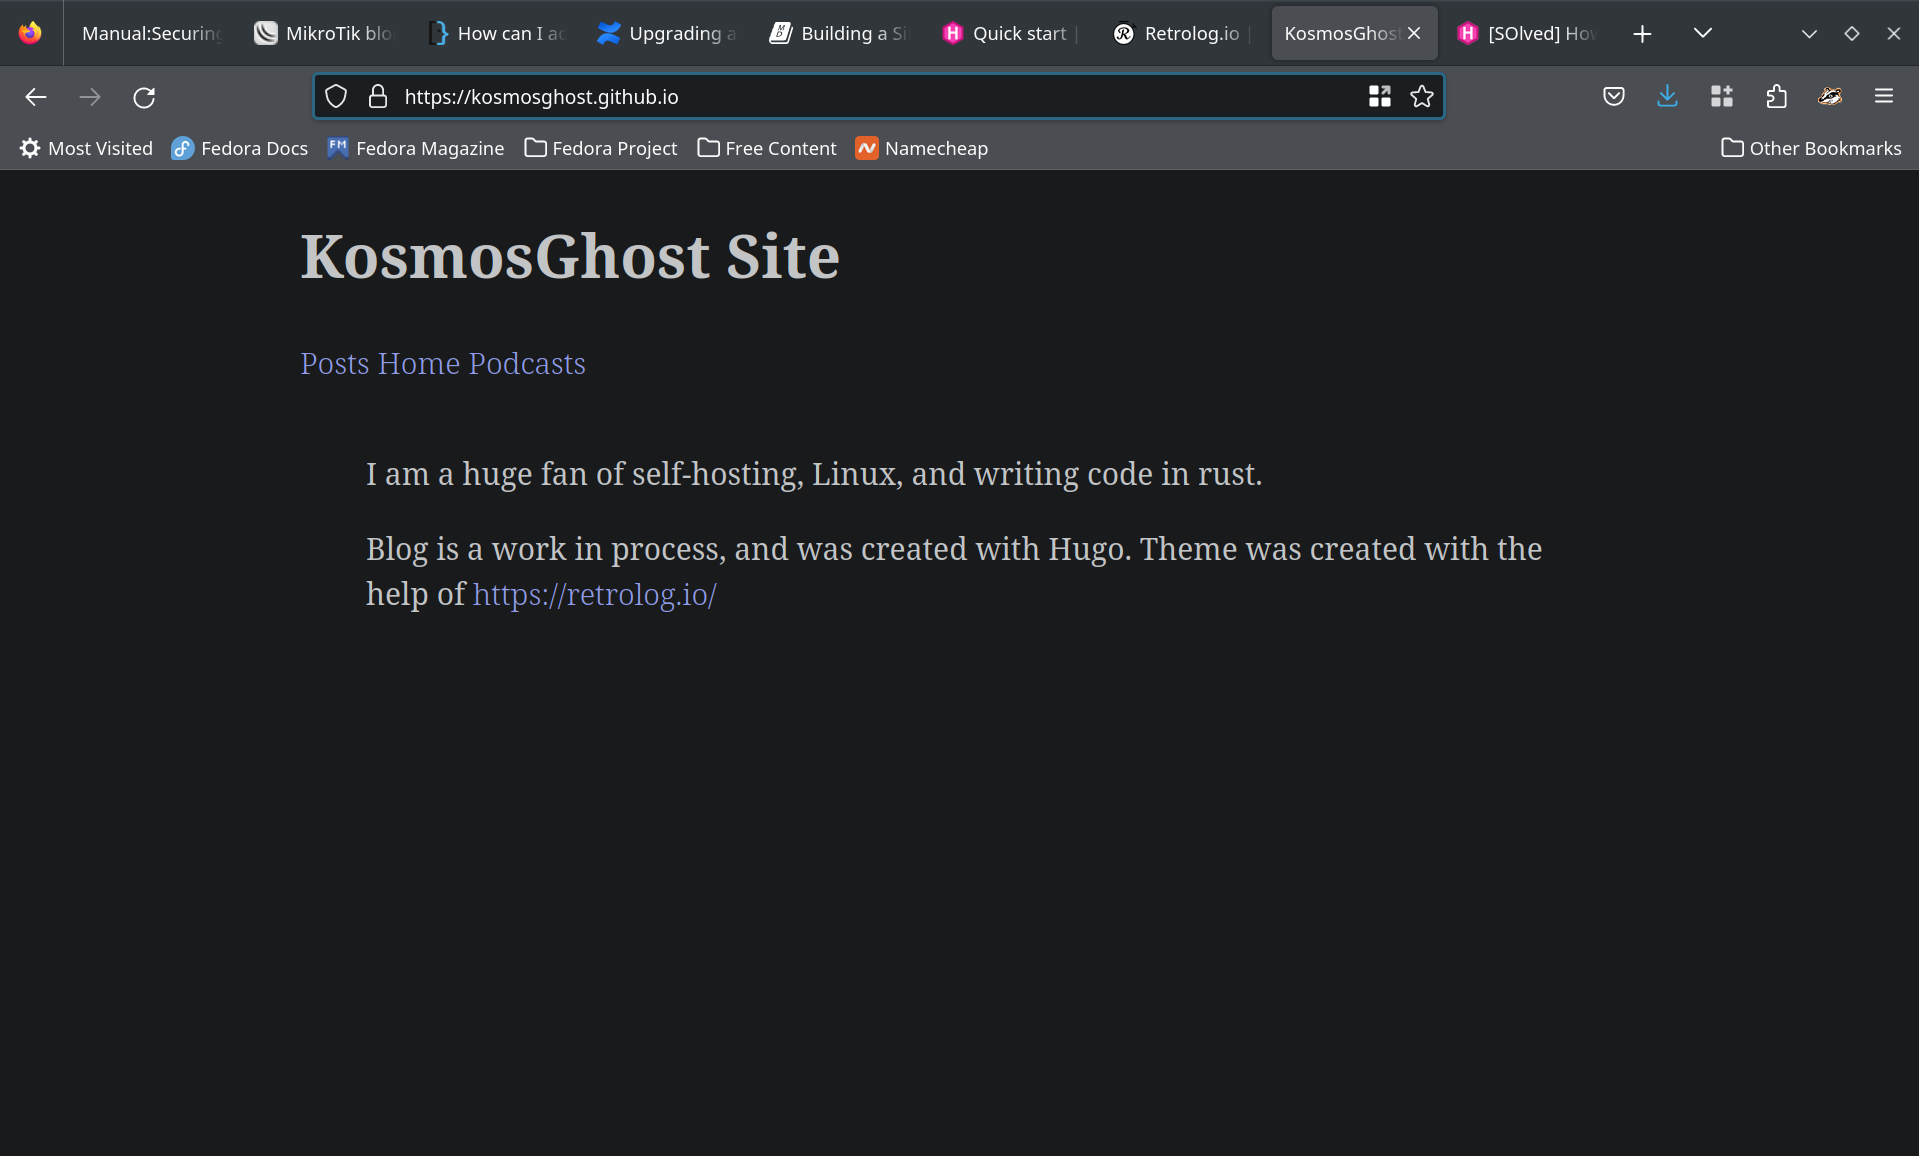 Manual:Securing
MikroTik blo
How can I ac
Upgrading a
Building a Si
Quick start |
Retrolog.io |
KosmosGhost
[SOlved] How
https://kosmosghost.github.io
Most Visited
Fedora Docs
Fedora Magazine
Fedora Project
Free Content
Namecheap
Other Bookmarks
KosmosGhost Site
Posts Home Podcasts
I am a huge fan of self-hosting, Linux, and writing code in rust.
Blog is a work in process, and was created with Hugo. Theme was created with the
help of https://retrolog.io/